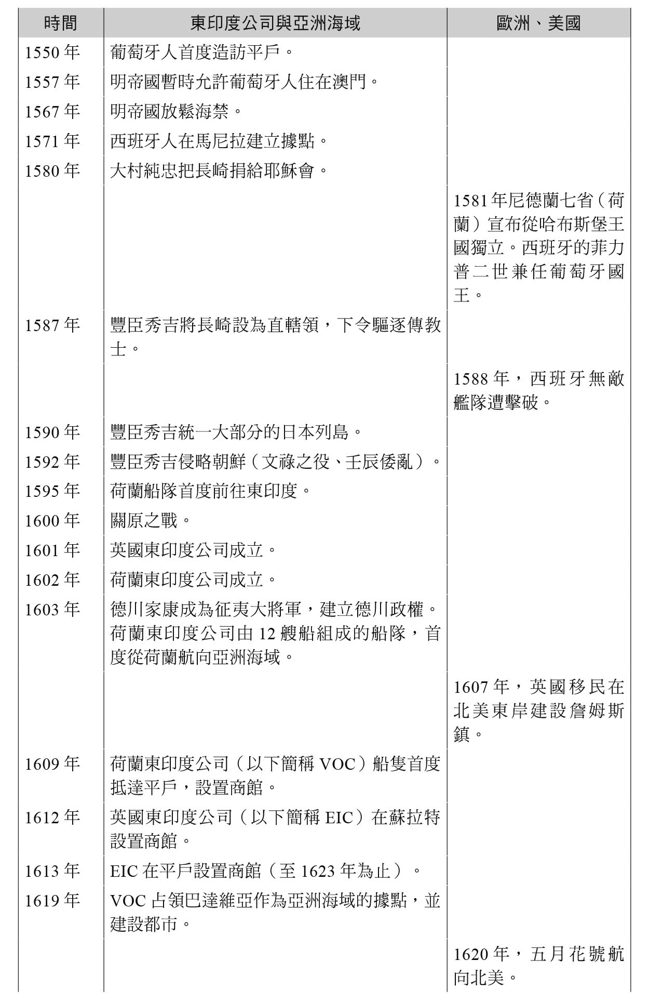 時間 東印度公司與亞洲海域 歐洲、美國
1550 年 葡萄牙人首度造訪平戶。
1557 年 明帝國暫時允許葡萄牙人住在澳門。
1567 年 明帝國放鬆海禁。
1571 年 西班牙人在馬尼拉建立據點。
1580 年 大村純忠把長崎捐給耶穌會。
1581 年尼德蘭七省（荷
蘭）宣布從哈布斯堡王
國獨立。西班牙的菲力
普二世兼任葡萄牙國
王。
1587 年 豐臣秀吉將長崎設為直轄領，下令驅逐傳教
士。
1588 年，西班牙無敵
艦隊遭擊破。
1590 年 豐臣秀吉統一大部分的日本列島。
1592 年 豐臣秀吉侵略朝鮮（文祿之役、壬辰倭亂）。
1595 年 荷蘭船隊首度前往東印度。
1600 年 關原之戰。
1601 年 英國東印度公司成立。
1602 年 荷蘭東印度公司成立。
1603 年 德川家康成為征夷大將軍，建立德川政權。
荷蘭東印度公司由 12 艘船組成的船隊，首
度從荷蘭航向亞洲海域。
1607 年，英國移民在
北美東岸建設詹姆斯
鎮。
1609 年 荷蘭東印度公司（以下簡稱 VOC）船隻首度
抵達平戶，設置商館。
1612 年 英國東印度公司（以下簡稱 EIC）在蘇拉特
設置商館。
1613 年 EIC 在平戶設置商館（至 1623 年為止）。
1619 年 VOC 占領巴達維亞作為亞洲海域的據點，並
建設都市。
1620 年，五月花號航
向北美。